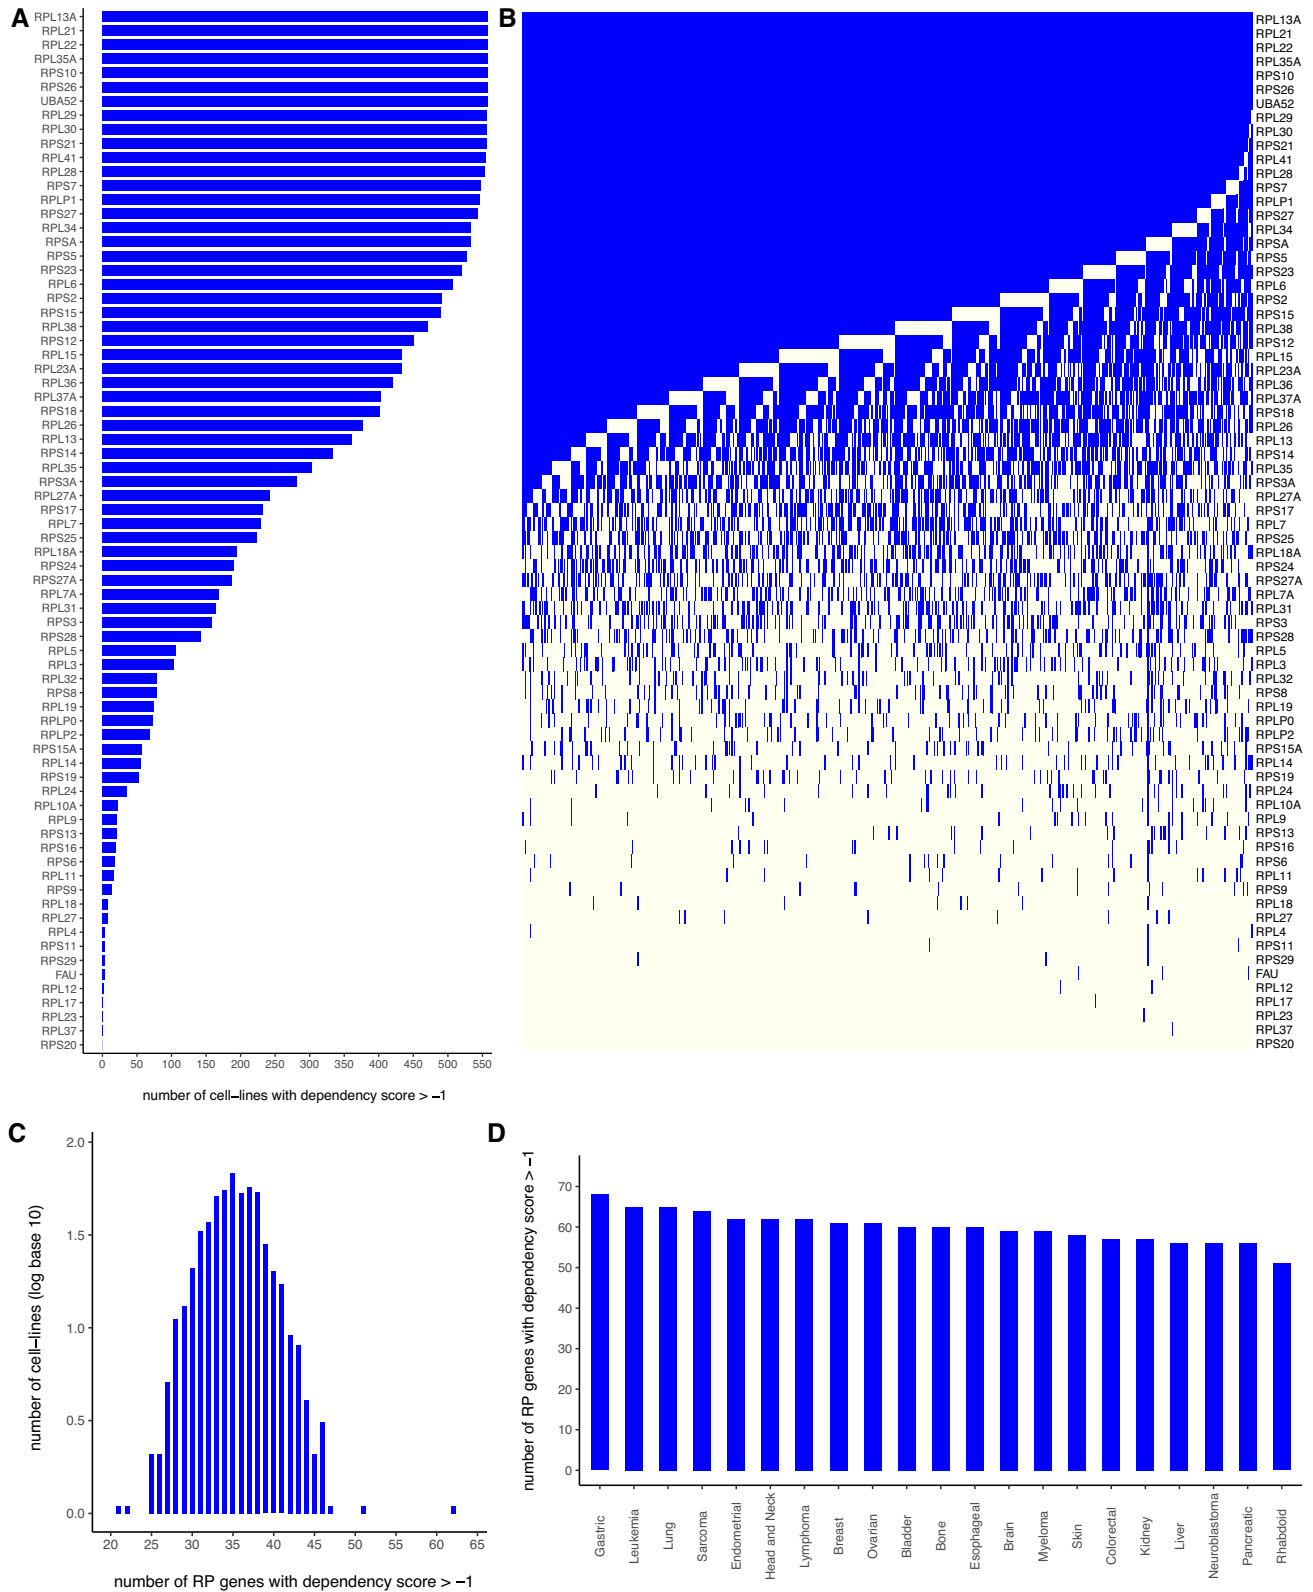 A
RPL13A
RPL21
RPL22
RPL35A
RPS10
RPS26
UBA52
RPL29
RPL30
RPS21
RPL41
RPL28
RPS7
RPLP1
RPS27
RPL34
RPSA
RPS5
RPS23
RPL6
RPS2
RPS15
RPL38
RPS12
RPL15
RPL23A
RPL36
RPL37A
RPS18
RPL26
RPL13
RPS14
RPL35
RPS3A
RPL27A
RPS17
RPL7
RPS25
RPL18A
RPS24
RPS27A
RPL7A
RPL31
RPS3
RPS28
RPL5
RPL3
RPL32
RPS8
RPL19
RPLP0
RPLP2
RPS15A
RPL14
RPS19
RPL24
RPL10A
RPL9
RPS13
RPS16
RPS6
RPL11
RPS9
RPL18
RPL27
RPL4
RPS11
RPS29
FAU
RPL12
RPL17
RPL23
RPL37
RPS20
0 50 100 150 200 250 300 350 400 450 500 550
number of cell−lines with dependency score > −1
B
RPL13A
RPL21
RPL22
RPL35A
RPS10
RPS26
UBA52
RPL29
RPL30
RPS21
RPL41
RPL28
RPS7
RPLP1
RPS27
RPL34
RPSA
RPS5
RPS23
RPL6
RPS2
RPS15
RPL38
RPS12
RPL15
RPL23A
RPL36
RPL37A
RPS18
RPL26
RPL13
RPS14
RPL35
RPS3A
RPL27A
RPS17
RPL7
RPS25
RPL18A
RPS24
RPS27A
RPL7A
RPL31
RPS3
RPS28
RPL5
RPL3
RPL32
RPS8
RPL19
RPLP0
RPLP2
RPS15A
RPL14
RPS19
RPL24
RPL10A
RPL9
RPS13
RPS16
RPS6
RPL11
RPS9
RPL18
RPL27
RPL4
RPS11
RPS29
FAU
RPL12
RPL17
RPL23
RPL37
RPS20
C
number of cell−lines (log base 10)
2.0
1.5
1.0
0.5
0.0
20 25 30 35 40 45 50 55 60 65
number of RP genes with dependency score > −1
D
number of RP genes with dependency score > −1
70
60
50
40
30
20
10
0
Gastric
Leukemia
Lung
Sarcoma
Endometrial
Head and Neck
Lymphoma
Breast
Ovarian
Bladder
Bone
Esophageal
Brain
Myeloma
Skin
Colorectal
Kidney
Liver
Neuroblastoma
Pancreatic
Rhabdoid